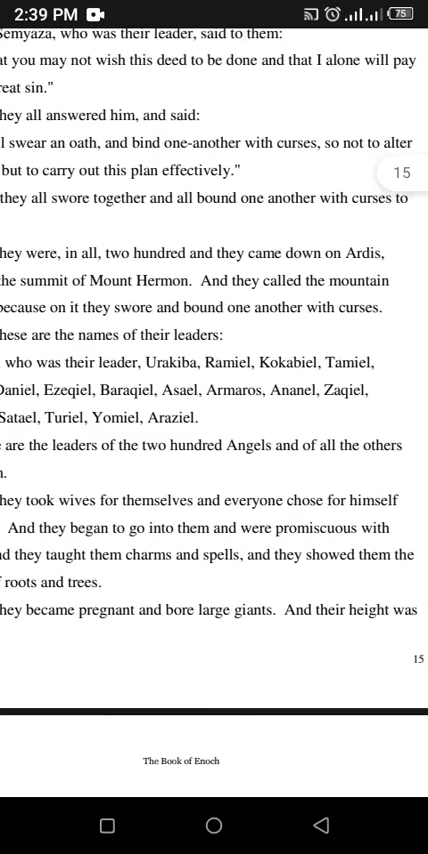 2:39 PM
75
Semyaza, who was their leader, said to them:
at you may not wish this deed to be done and that I alone will pay
reat sin."
hey all answered him, and said:
l swear an oath, and bind one-another with curses, so not to alter
but to carry out this plan effectively."
15
they all swore together and all bound one another with curses to
hey were, in all, two hundred and they came down on Ardis,
the summit of Mount Hermon. And they called the mountain
because on it they swore and bound one another with curses.
hese are the names of their leaders:
who was their leader, Urakiba, Ramiel, Kokabiel, Tamiel,
Daniel, Ezeqiel, Baraqiel, Asael, Armaros, Ananel, Zaqiel,
Satael, Turiel, Yomiel, Araziel.
e are the leaders of the two hundred Angels and of all the others
n.
hey took wives for themselves and everyone chose for himself
And they began to go into them and were promiscuous with
nd they taught them charms and spells, and they showed them the
f roots and trees.
hey became pregnant and bore large giants. And their height was
15
The Book of Enoch